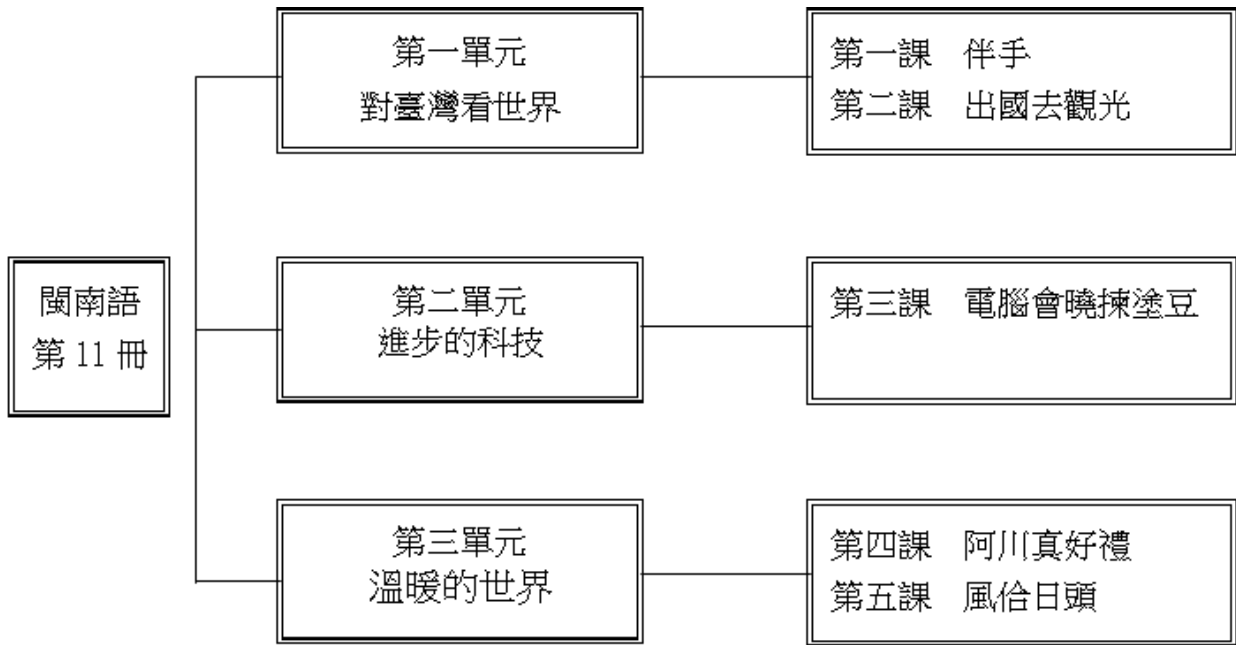 閩南語
第 11 冊
第一單元
對臺灣看世界
第一課 伴手
第二課 出國去觀光
第二單元
進步的科技
第三課 電腦會曉揀塗豆
第三單元
溫暖的世界
第四課 阿川真好禮
第五課 風佮日頭